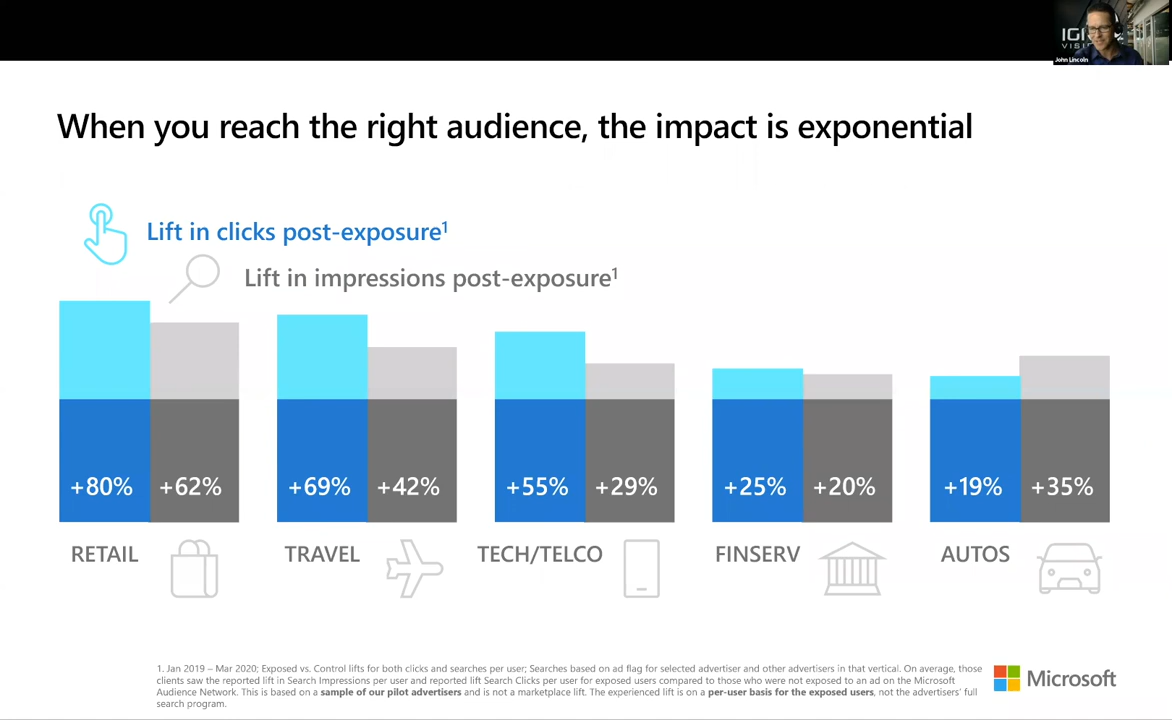 IGI
VISI
John Lincoln
When you reach the right audience, the impact is exponential
Lift in clicks post-exposure¹
Lift in impressions post-exposure¹
+80% +62% +69% +42% +55% +29% +25% +20% +19% +35%
RETAIL TRAVEL TECH/TELCO FINSERV AUTOS
1. Jan 2019 – Mar 2020; Exposed vs. Control lifts for both clicks and searches per user; Searches based on ad flag for selected advertiser and other advertisers in that vertical. On average, those
clients saw the reported lift in Search Impressions per user and reported lift Search Clicks per user for exposed users compared to those who were not exposed to an ad on the Microsoft
Audience Network. This is based on a sample of our pilot advertisers and is not a marketplace lift. The experienced lift is on a per-user basis for the exposed users, not the advertisers' full
search program.
Microsoft